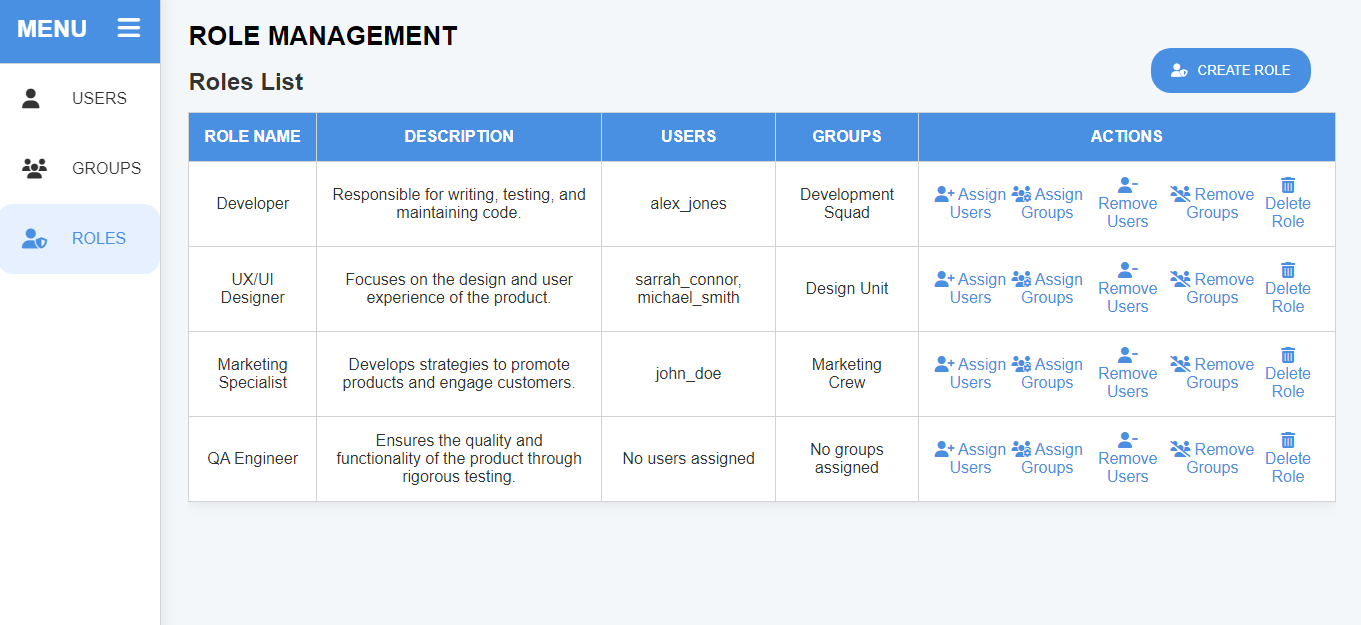 MENU
USERS
GROUPS
ROLES
ROLE MANAGEMENT
Roles List
CREATE ROLE
ROLE NAME DESCRIPTION USERS GROUPS ACTIONS
Developer
Responsible for writing, testing, and
maintaining code.
alex_jones
Development
Squad
Assign
Users
Assign
Groups
Remove
Users
Remove
Groups
Delete
Role
UX/UI
Designer
Focuses on the design and user
experience of the product.
sarrah_connor,
michael_smith
Design Unit
Assign
Users
Assign
Groups
Remove
Users
Remove
Groups
Delete
Role
Marketing
Specialist
Develops strategies to promote
products and engage customers.
john_doe
Marketing
Crew
Assign
Users
Assign
Groups
Remove
Users
Remove
Groups
Delete
Role
QA Engineer
Ensures the quality and
functionality of the product through
rigorous testing.
No users assigned
No groups
assigned
Assign
Users
Assign
Groups
Remove
Users
Remove
Groups
Delete
Role